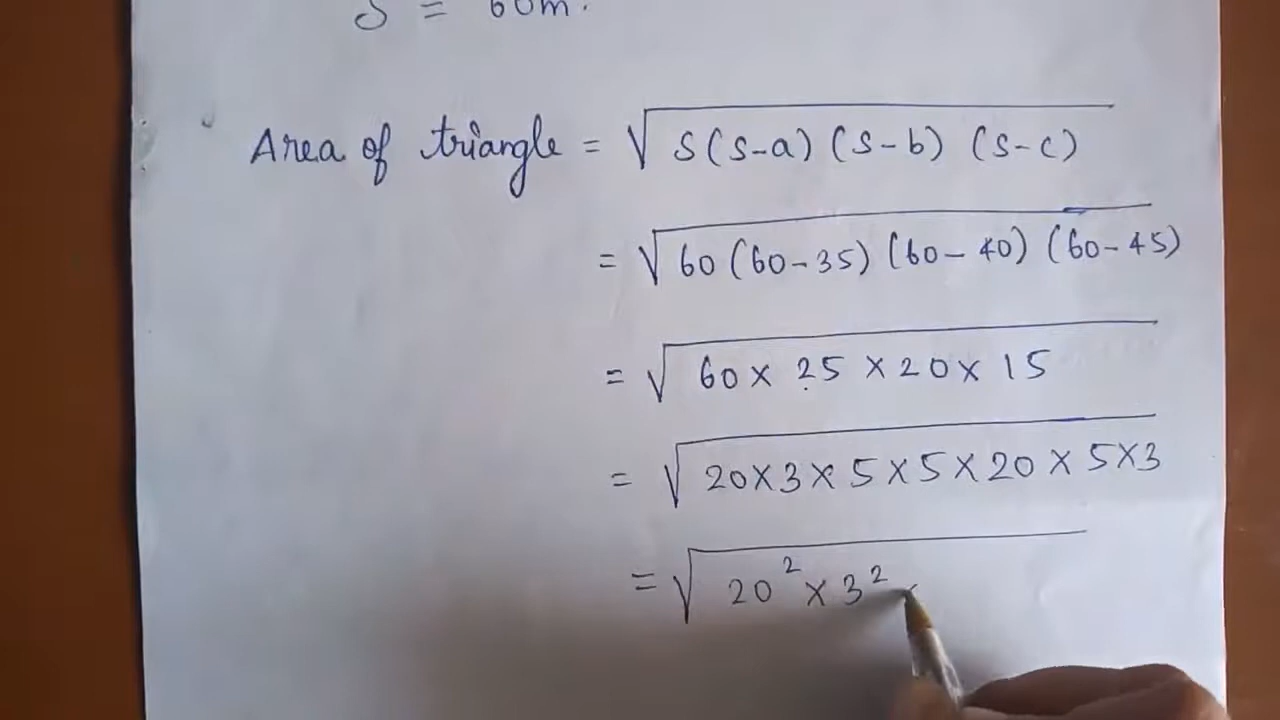 S = 60m.
Area of triangle = √ S(S-a) (S-b) (S-c)
= √ 60 (60-35) (60-40) (60-45)
= √ 60 × 25 × 20 × 15
= √ 20×3×5×5×20×5×3
= √ 20² × 3²